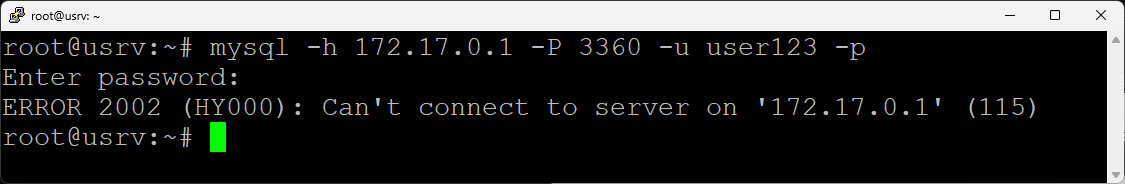 root@usrv: ~
root@usrv:~# mysql -h 172.17.0.1 -P 3360 -u user123 -p
Enter password:
ERROR 2002 (HY000): Can't connect to server on '172.17.0.1' (115)
root@usrv:~#